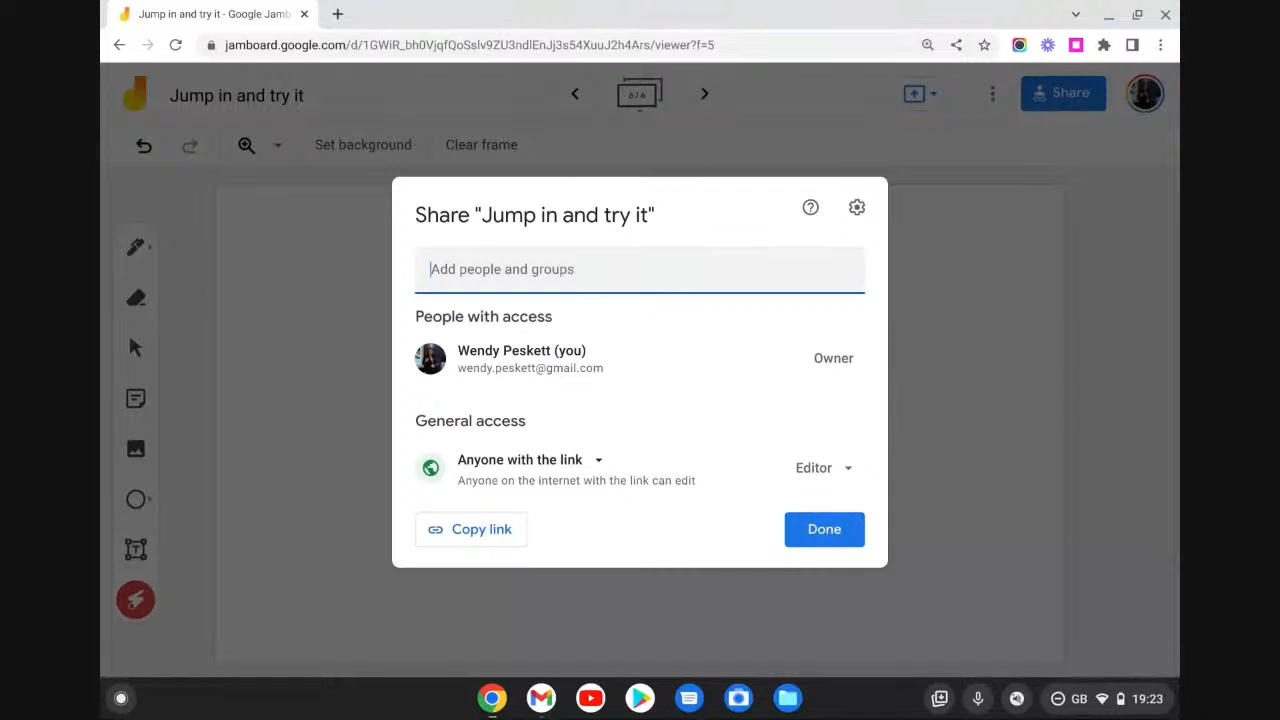 Jump in and try it - Google Jamb
jamboard.google.com/d/1GWiR_bh0VjqfQoSslv9ZU3ndlEnJj3s54XuuJ2h4Ars/viewer?f=5
Jump in and try it
6 / 6
Share
Set background
Clear frame
Share "Jump in and try it"
Add people and groups
People with access
Wendy Peskett (you)
wendy.peskett@gmail.com
Owner
General access
Anyone with the link
Anyone on the internet with the link can edit
Editor
Copy link
Done
GB
19:23